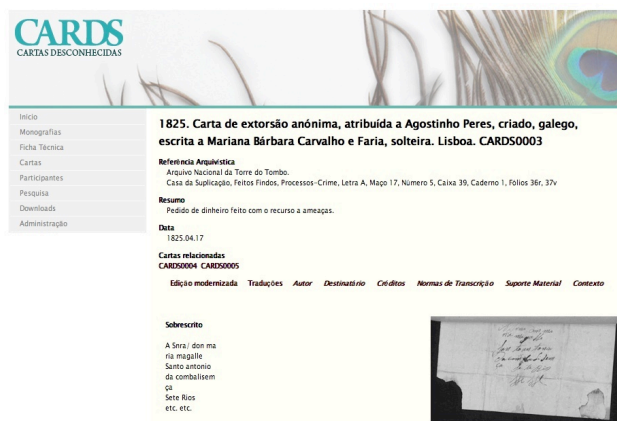 CARDS
CARTAS DESCONHECIDAS
Início
Monografias
Ficha Técnica
Cartas
Participantes
Pesquisa
Downloads
Administração
1825. Carta de extorsão anónima, atribuída a Agostinho Peres, criado, galego,
escrita a Mariana Bárbara Carvalho e Faria, solteira. Lisboa. CARDS0003
Referência Arquivística
Arquivo Nacional da Torre do Tombo.
Casa da Suplicação, Feitos Findos, Processos-Crime, Letra A, Maço 17, Número 5, Caixa 39, Caderno 1, Fólios 36r, 37v
Resumo
Pedido de dinheiro feito com o recurso a ameaças.
Data
1825.04.17
Cartas relacionadas
CARDS0004 CARDS0005
Edição modernizada Traduções Autor Destinatário Créditos Normas de Transcrição Suporte Material Contexto
Sobrescrito
A Snra/ don ma
ria magalle
Santo antonio
da combalisem
ça
Sete Rios
etc. etc.